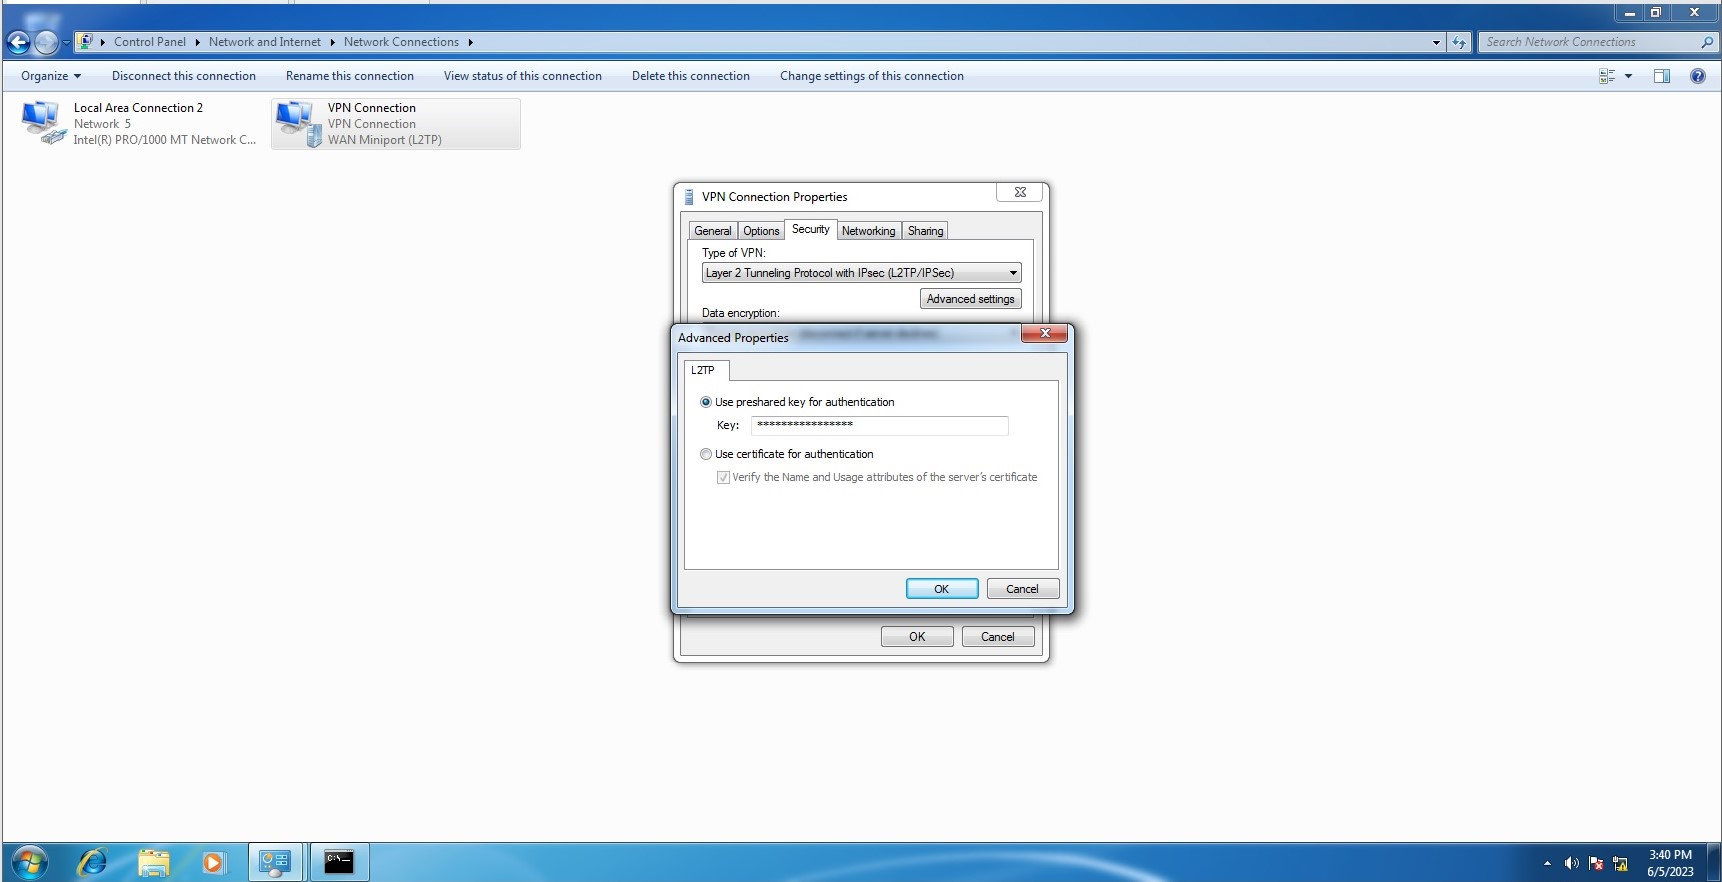 Control Panel Network and Internet Network Connections
Search Network Connections
Organize Disconnect this connection Rename this connection View status of this connection Delete this connection Change settings of this connection
Local Area Connection 2
Network 5
Intel(R) PRO/1000 MT Network C...
VPN Connection
VPN Connection
WAN Miniport (L2TP)
VPN Connection Properties
General Options Security Networking Sharing
Type of VPN:
Layer 2 Tunneling Protocol with IPsec (L2TP/IPSec)
Advanced settings
Data encryption:
Advanced Properties
L2TP
Use preshared key for authentication
Key: ****************
Use certificate for authentication
Verify the Name and Usage attributes of the server's certificate
OK Cancel
OK Cancel
C:\._
3:40 PM
6/5/2023